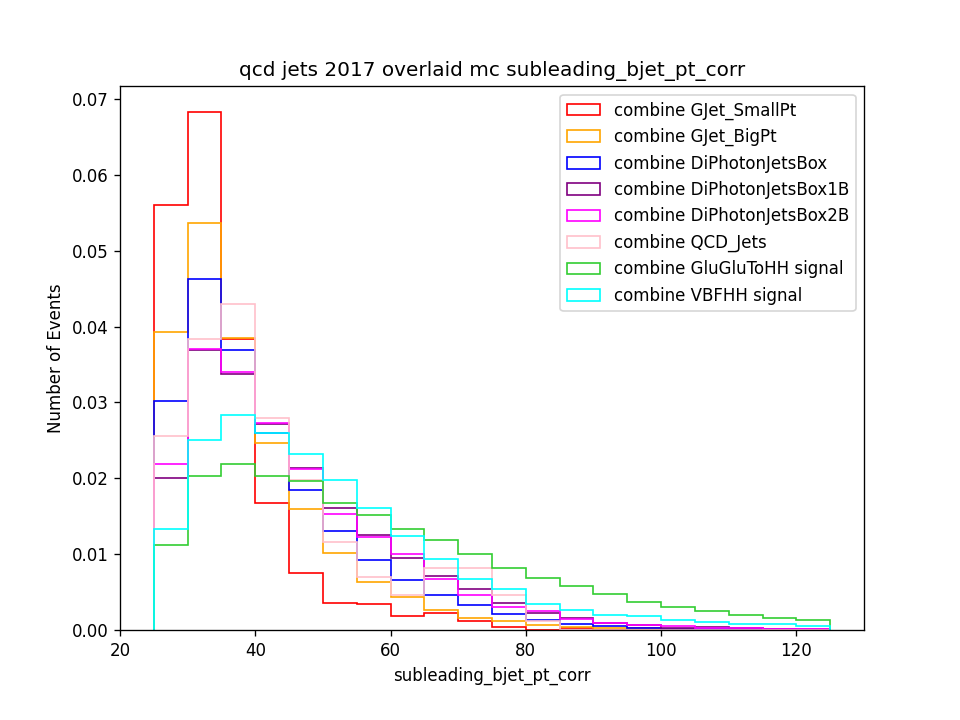 qcd jets 2017 overlaid mc subleading_bjet_pt_corr
0.07
0.06
0.05
0.04
0.03
0.02
0.01
0.00
Number of Events
combine GJet_SmallPt
combine GJet_BigPt
combine DiPhotonJetsBox
combine DiPhotonJetsBox1B
combine DiPhotonJetsBox2B
combine QCD_Jets
combine GluGluToHH signal
combine VBFHH signal
20 40 60 80 100 120
subleading_bjet_pt_corr